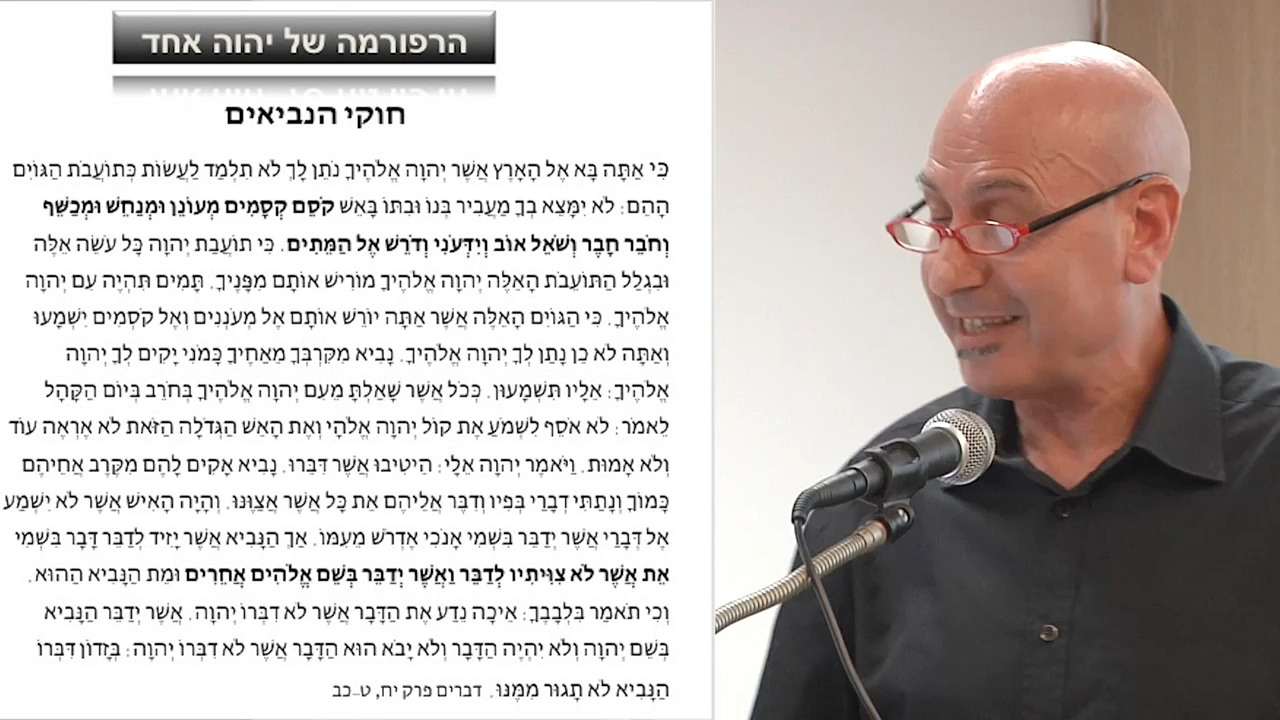 הרפורמה של יהוה אחד
חוקי הנביאים
כִּי אַתָּה בָּא אֶל הָאָרֶץ אֲשֶׁר יְהוָה אֱלֹהֶיךָ נֹתֵן לָךְ לֹא תִלְמַד לַעֲשׂוֹת כְּתוֹעֲבֹת הַגּוֹיִם
הָהֵם: לֹא יִמָּצֵא בְךָ מַעֲבִיר בְּנוֹ וּבִתּוֹ בָּאֵשׁ קֹסֵם קְסָמִים מְעוֹנֵן וּמְנַחֵשׁ וּמְכַשֵּׁף
וְחֹבֵר חָבֶר וְשֹׁאֵל אוֹב וְיִדְּעֹנִי וְדֹרֵשׁ אֶל הַמֵּתִים. כִּי תוֹעֲבַת יְהוָה כָּל עֹשֵׂה אֵלֶּה
וּבִגְלַל הַתּוֹעֵבֹת הָאֵלֶּה יְהוָה אֱלֹהֶיךָ מוֹרִישׁ אוֹתָם מִפָּנֶיךָ. תָּמִים תִּהְיֶה עִם יְהוָה
אֱלֹהֶיךָ. כִּי הַגּוֹיִם הָאֵלֶּה אֲשֶׁר אַתָּה יוֹרֵשׁ אוֹתָם אֶל מְעֹנְנִים וְאֶל קֹסְמִים יִשְׁמָעוּ
וְאַתָּה לֹא כֵן נָתַן לְךָ יְהוָה אֱלֹהֶיךָ. נָבִיא מִקִּרְבְּךָ מֵאַחֶיךָ כָּמֹנִי יָקִים לְךָ יְהוָה
אֱלֹהֶיךָ: אֵלָיו תִּשְׁמָעוּן. כְּכֹל אֲשֶׁר שָׁאַלְתָּ מֵעִם יְהוָה אֱלֹהֶיךָ בְּחֹרֵב בְּיוֹם הַקָּהָל
לֵאמֹר: לֹא אֹסֵף לִשְׁמֹעַ אֶת קוֹל יְהוָה אֱלֹהָי וְאֶת הָאֵשׁ הַגְּדֹלָה הַזֹּאת לֹא אֶרְאֶה עוֹד
וְלֹא אָמוּת. וַיֹּאמֶר יְהוָה אֵלָי: הֵיטִיבוּ אֲשֶׁר דִּבֵּרוּ. נָבִיא אָקִים לָהֶם מִקֶּרֶב אֲחֵיהֶם
כָּמוֹךָ וְנָתַתִּי דְבָרַי בְּפִיו וְדִבֶּר אֲלֵיהֶם אֵת כָּל אֲשֶׁר אֲצַוֶּנּוּ. וְהָיָה הָאִישׁ אֲשֶׁר לֹא יִשְׁמַע
אֶל דְּבָרַי אֲשֶׁר יְדַבֵּר בִּשְׁמִי אָנֹכִי אֶדְרֹשׁ מֵעִמּוֹ. אַךְ הַנָּבִיא אֲשֶׁר יָזִיד לְדַבֵּר דָּבָר בִּשְׁמִי
אֵת אֲשֶׁר לֹא צִוִּיתִיו לְדַבֵּר וַאֲשֶׁר יְדַבֵּר בְּשֵׁם אֱלֹהִים אֲחֵרִים וּמֵת הַנָּבִיא הַהוּא.
וְכִי תֹאמַר בִּלְבָבֶךָ: אֵיכָה נֵדַע אֶת הַדָּבָר אֲשֶׁר לֹא דִבְּרוֹ יְהוָה. אֲשֶׁר יְדַבֵּר הַנָּבִיא
בְּשֵׁם יְהוָה וְלֹא יִהְיֶה הַדָּבָר וְלֹא יָבֹא הוּא הַדָּבָר אֲשֶׁר לֹא דִבְּרוֹ יְהוָה: בְּזָדוֹן דִּבְּרוֹ
הַנָּבִיא לֹא תָגוּר מִמֶּנּוּ. דברים פרק יח, ט-כב